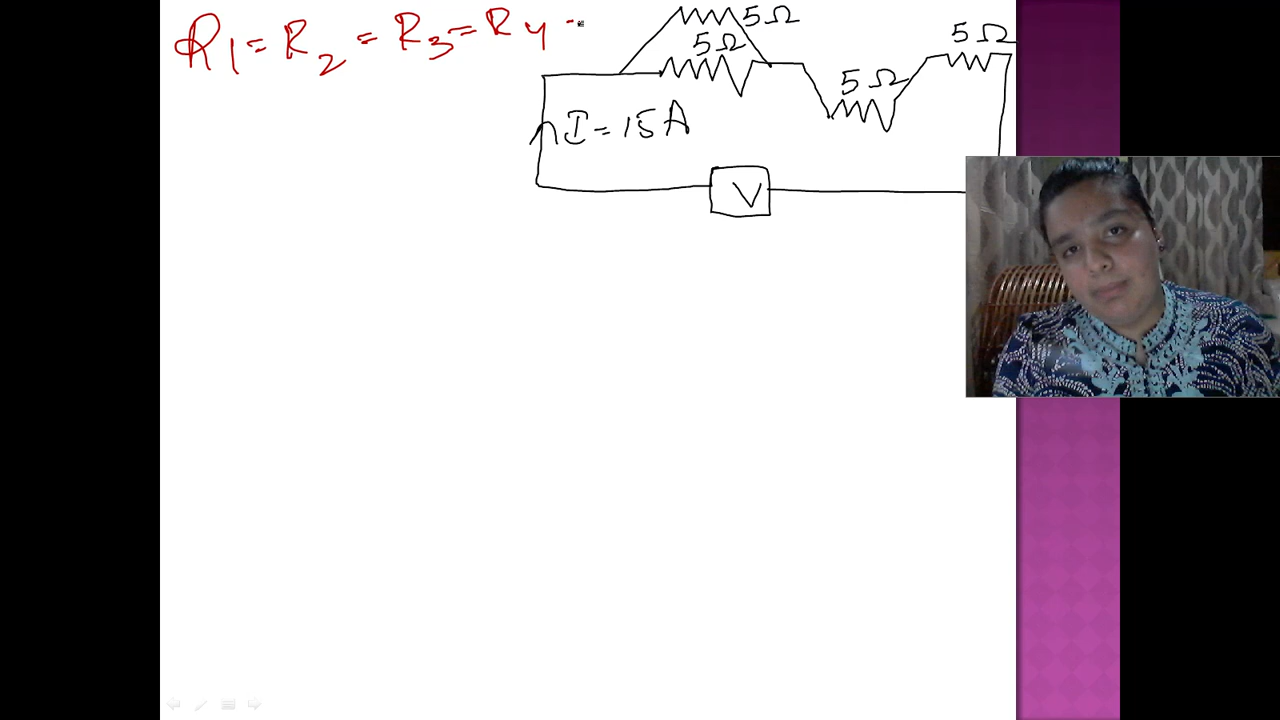 R1 = R2 = R3 = R4 =
5Ω
5Ω
5Ω
5Ω
I = 15A
V